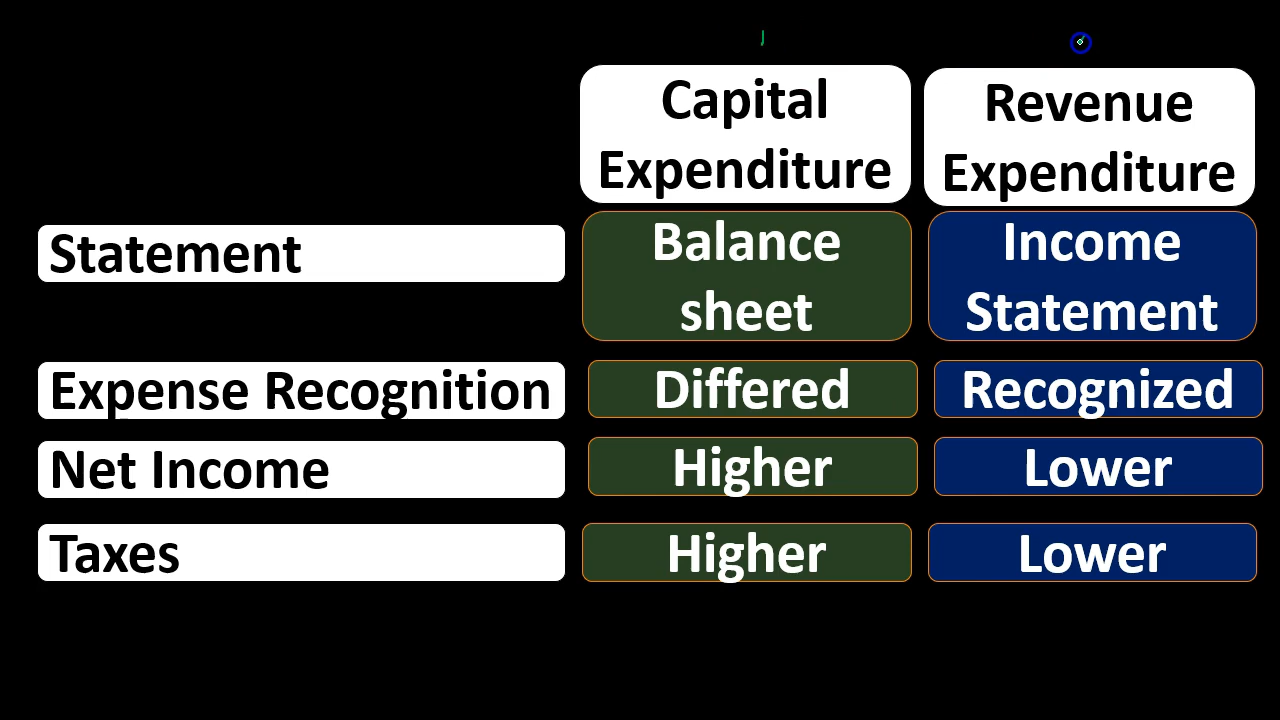 Capital
Expenditure
Revenue
Expenditure
Statement
Balance
sheet
Income
Statement
Expense Recognition
Differed
Recognized
Net Income
Higher
Lower
Taxes
Higher
Lower